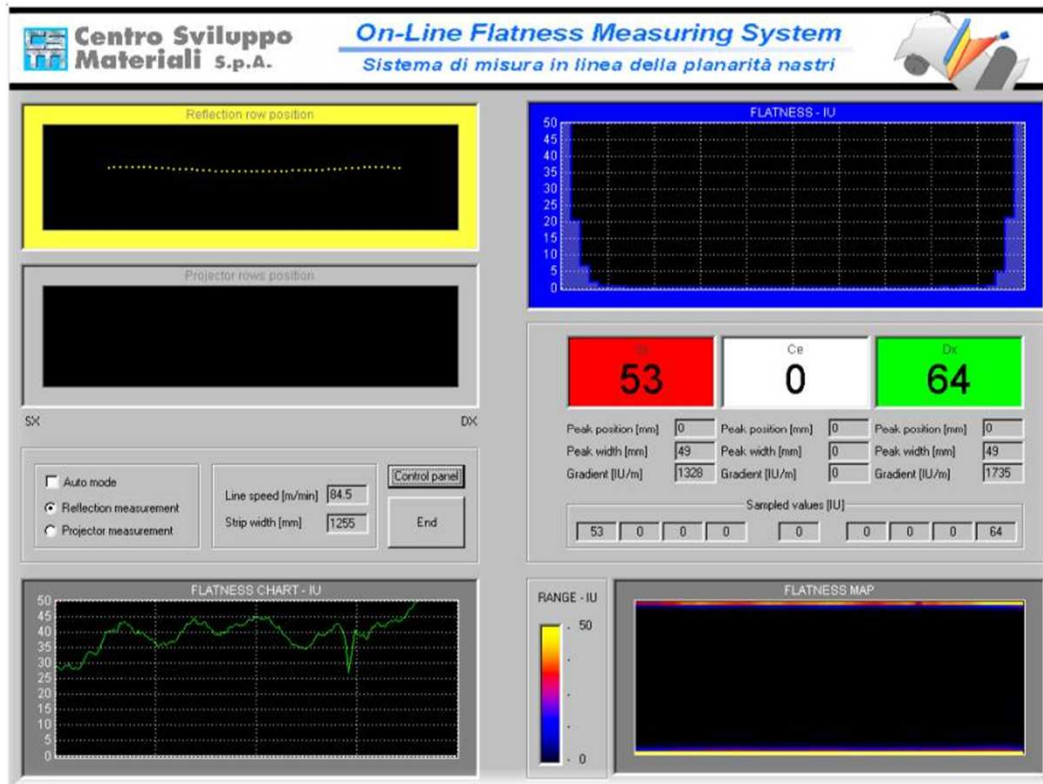 Centro Sviluppo
Materiali S.p.A.
On-Line Flatness Measuring System
Sistema di misura in linea della planarità nastri
Reflection row position
Projector rows position
SX
DX
Auto mode
Reflection measurement
Projector measurement
Line speed [m/min] 84.5
Strip width [mm] 1255
Control panel
End
FLATNESS CHART - IU
50
45
40
35
30
25
20
15
10
5
0
FLATNESS - IU
50
45
40
35
30
25
20
15
10
5
0
53
Ce
0
Dx
64
Peak position [mm] 0 Peak position [mm] 0 Peak position [mm] 0
Peak width [mm] 49 Peak width [mm] 0 Peak width [mm] 49
Gradient [IU/m] 1328 Gradient [IU/m] 0 Gradient [IU/m] 1735
Sampled values [IU]
53 0 0 0 0 0 0 0 64
RANGE - IU
50
0
FLATNESS MAP